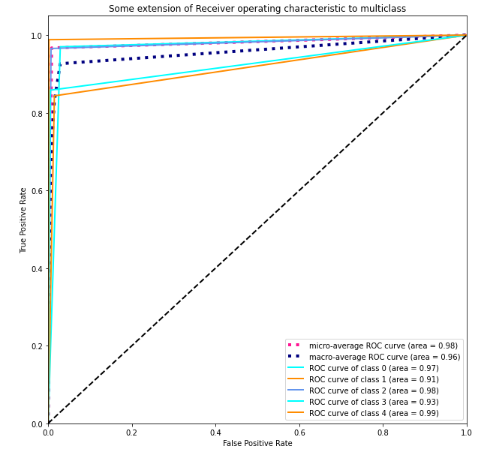 Some extension of Receiver operating characteristic to multiclass
1.0
0.8
0.6
0.4
0.2
0.0
True Positive Rate
micro-average ROC curve (area = 0.98)
macro-average ROC curve (area = 0.96)
ROC curve of class 0 (area = 0.97)
ROC curve of class 1 (area = 0.91)
ROC curve of class 2 (area = 0.98)
ROC curve of class 3 (area = 0.93)
ROC curve of class 4 (area = 0.99)
0.0 0.2 0.4 0.6 0.8 1.0
False Positive Rate